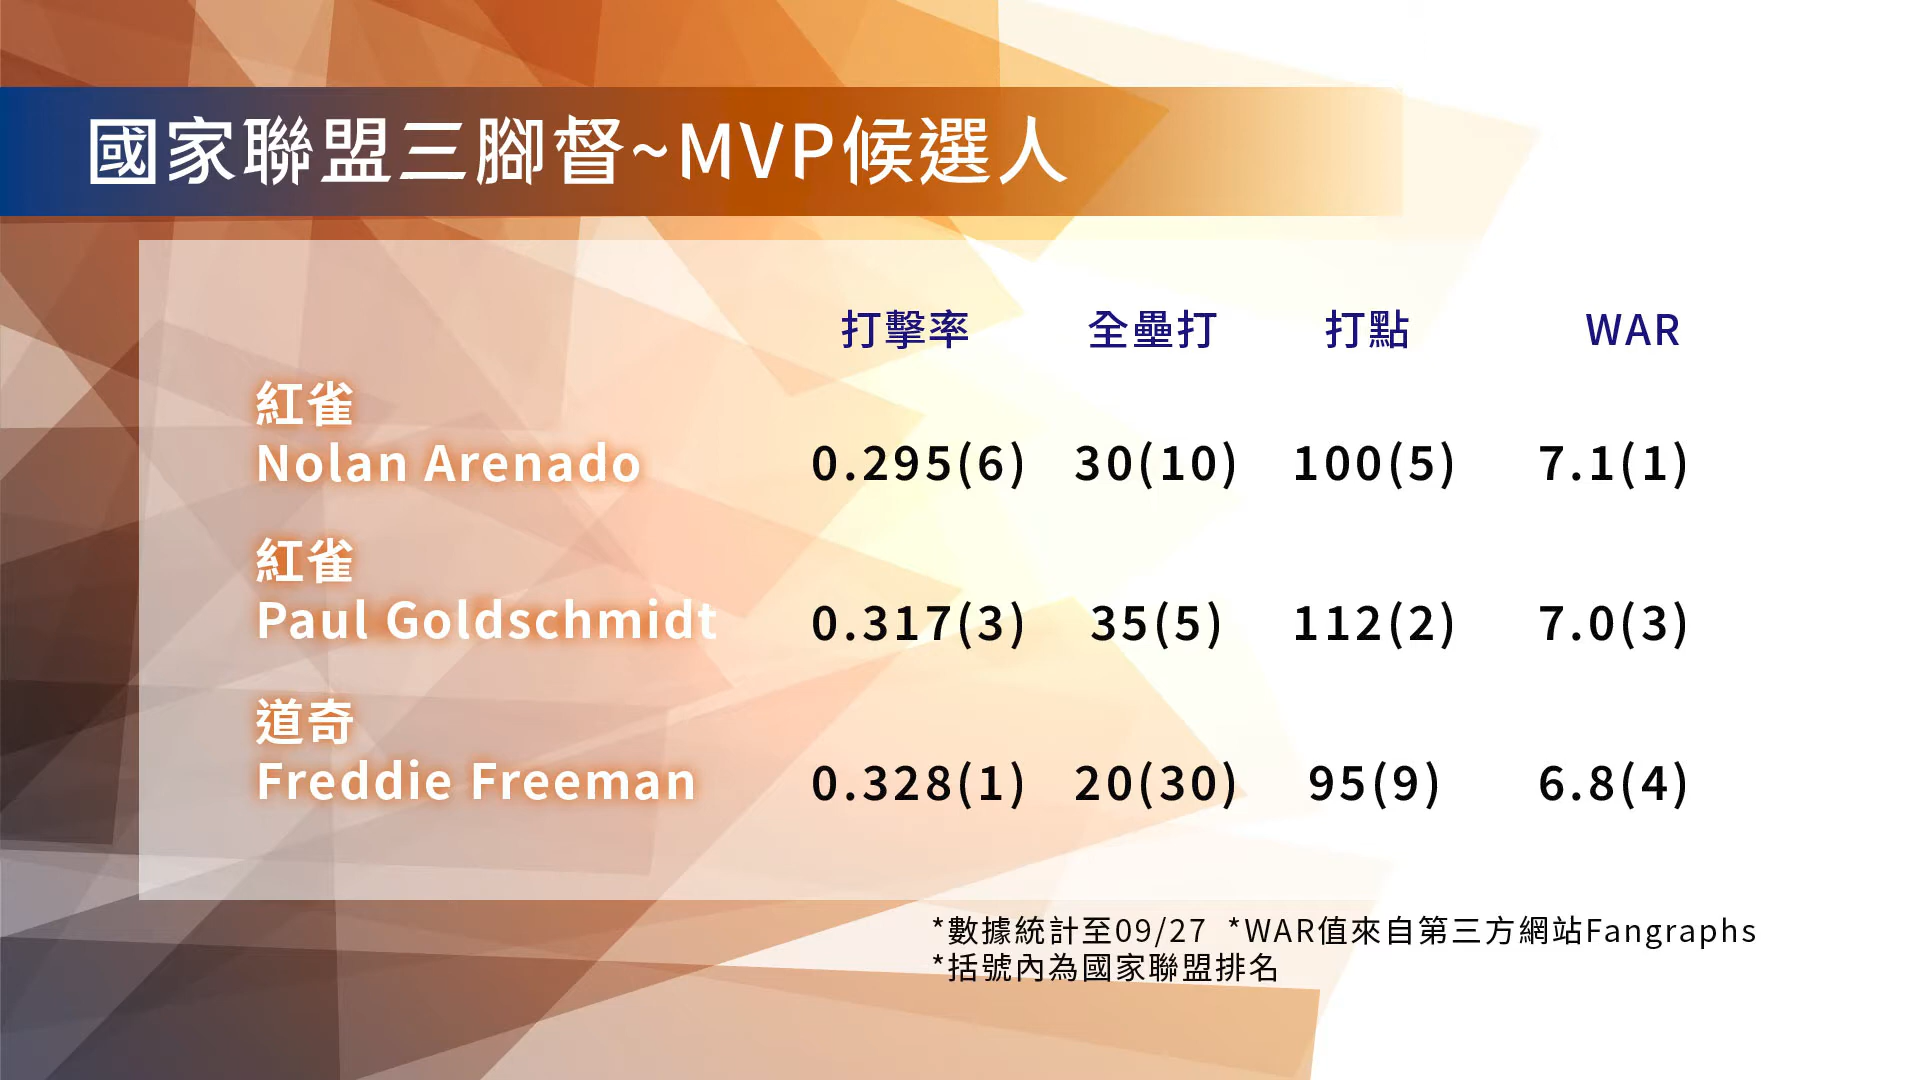 國家聯盟三腳督~MVP候選人
打擊率 全壘打 打點 WAR
紅雀
Nolan Arenado 0.295(6) 30(10) 100(5) 7.1(1)
紅雀
Paul Goldschmidt 0.317(3) 35(5) 112(2) 7.0(3)
道奇
Freddie Freeman 0.328(1) 20(30) 95(9) 6.8(4)
*數據統計至09/27 *WAR值來自第三方網站Fangraphs
*括號內為國家聯盟排名